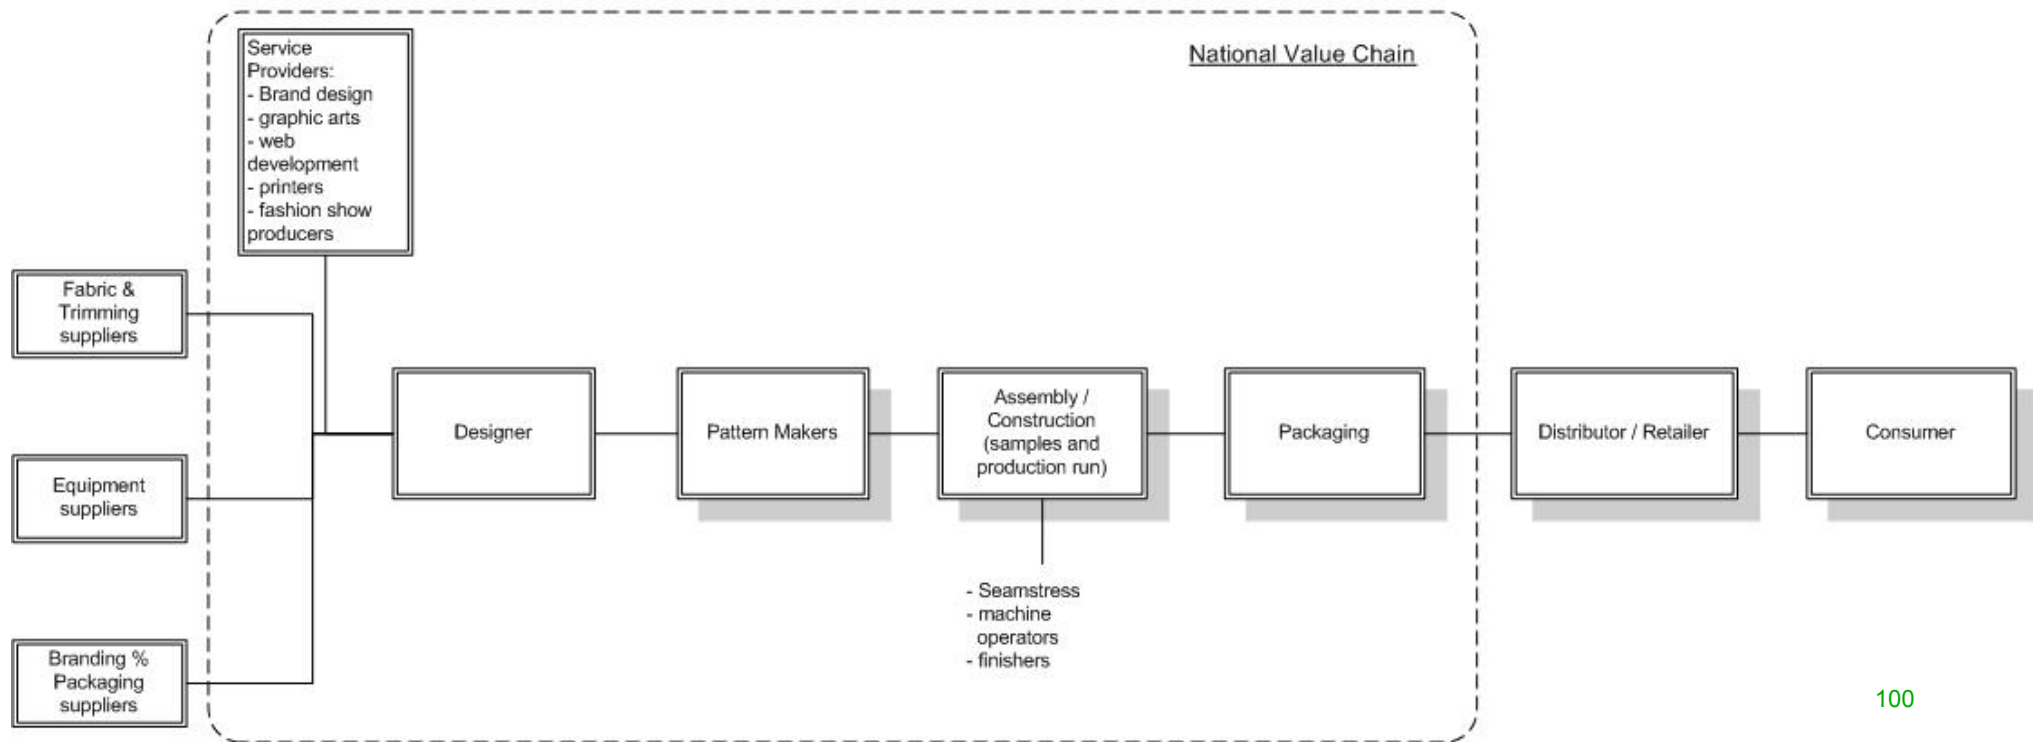 National Value Chain
Service
Providers:
- Brand design
- graphic arts
- web
development
- printers
- fashion show
producers
Fabric &
Trimming
suppliers
Equipment
suppliers
Branding %
Packaging
suppliers
Designer
Pattern Makers
Assembly /
Construction
(samples and
production run)
- Seamstress
- machine
operators
- finishers
Packaging
Distributor / Retailer
Consumer
100